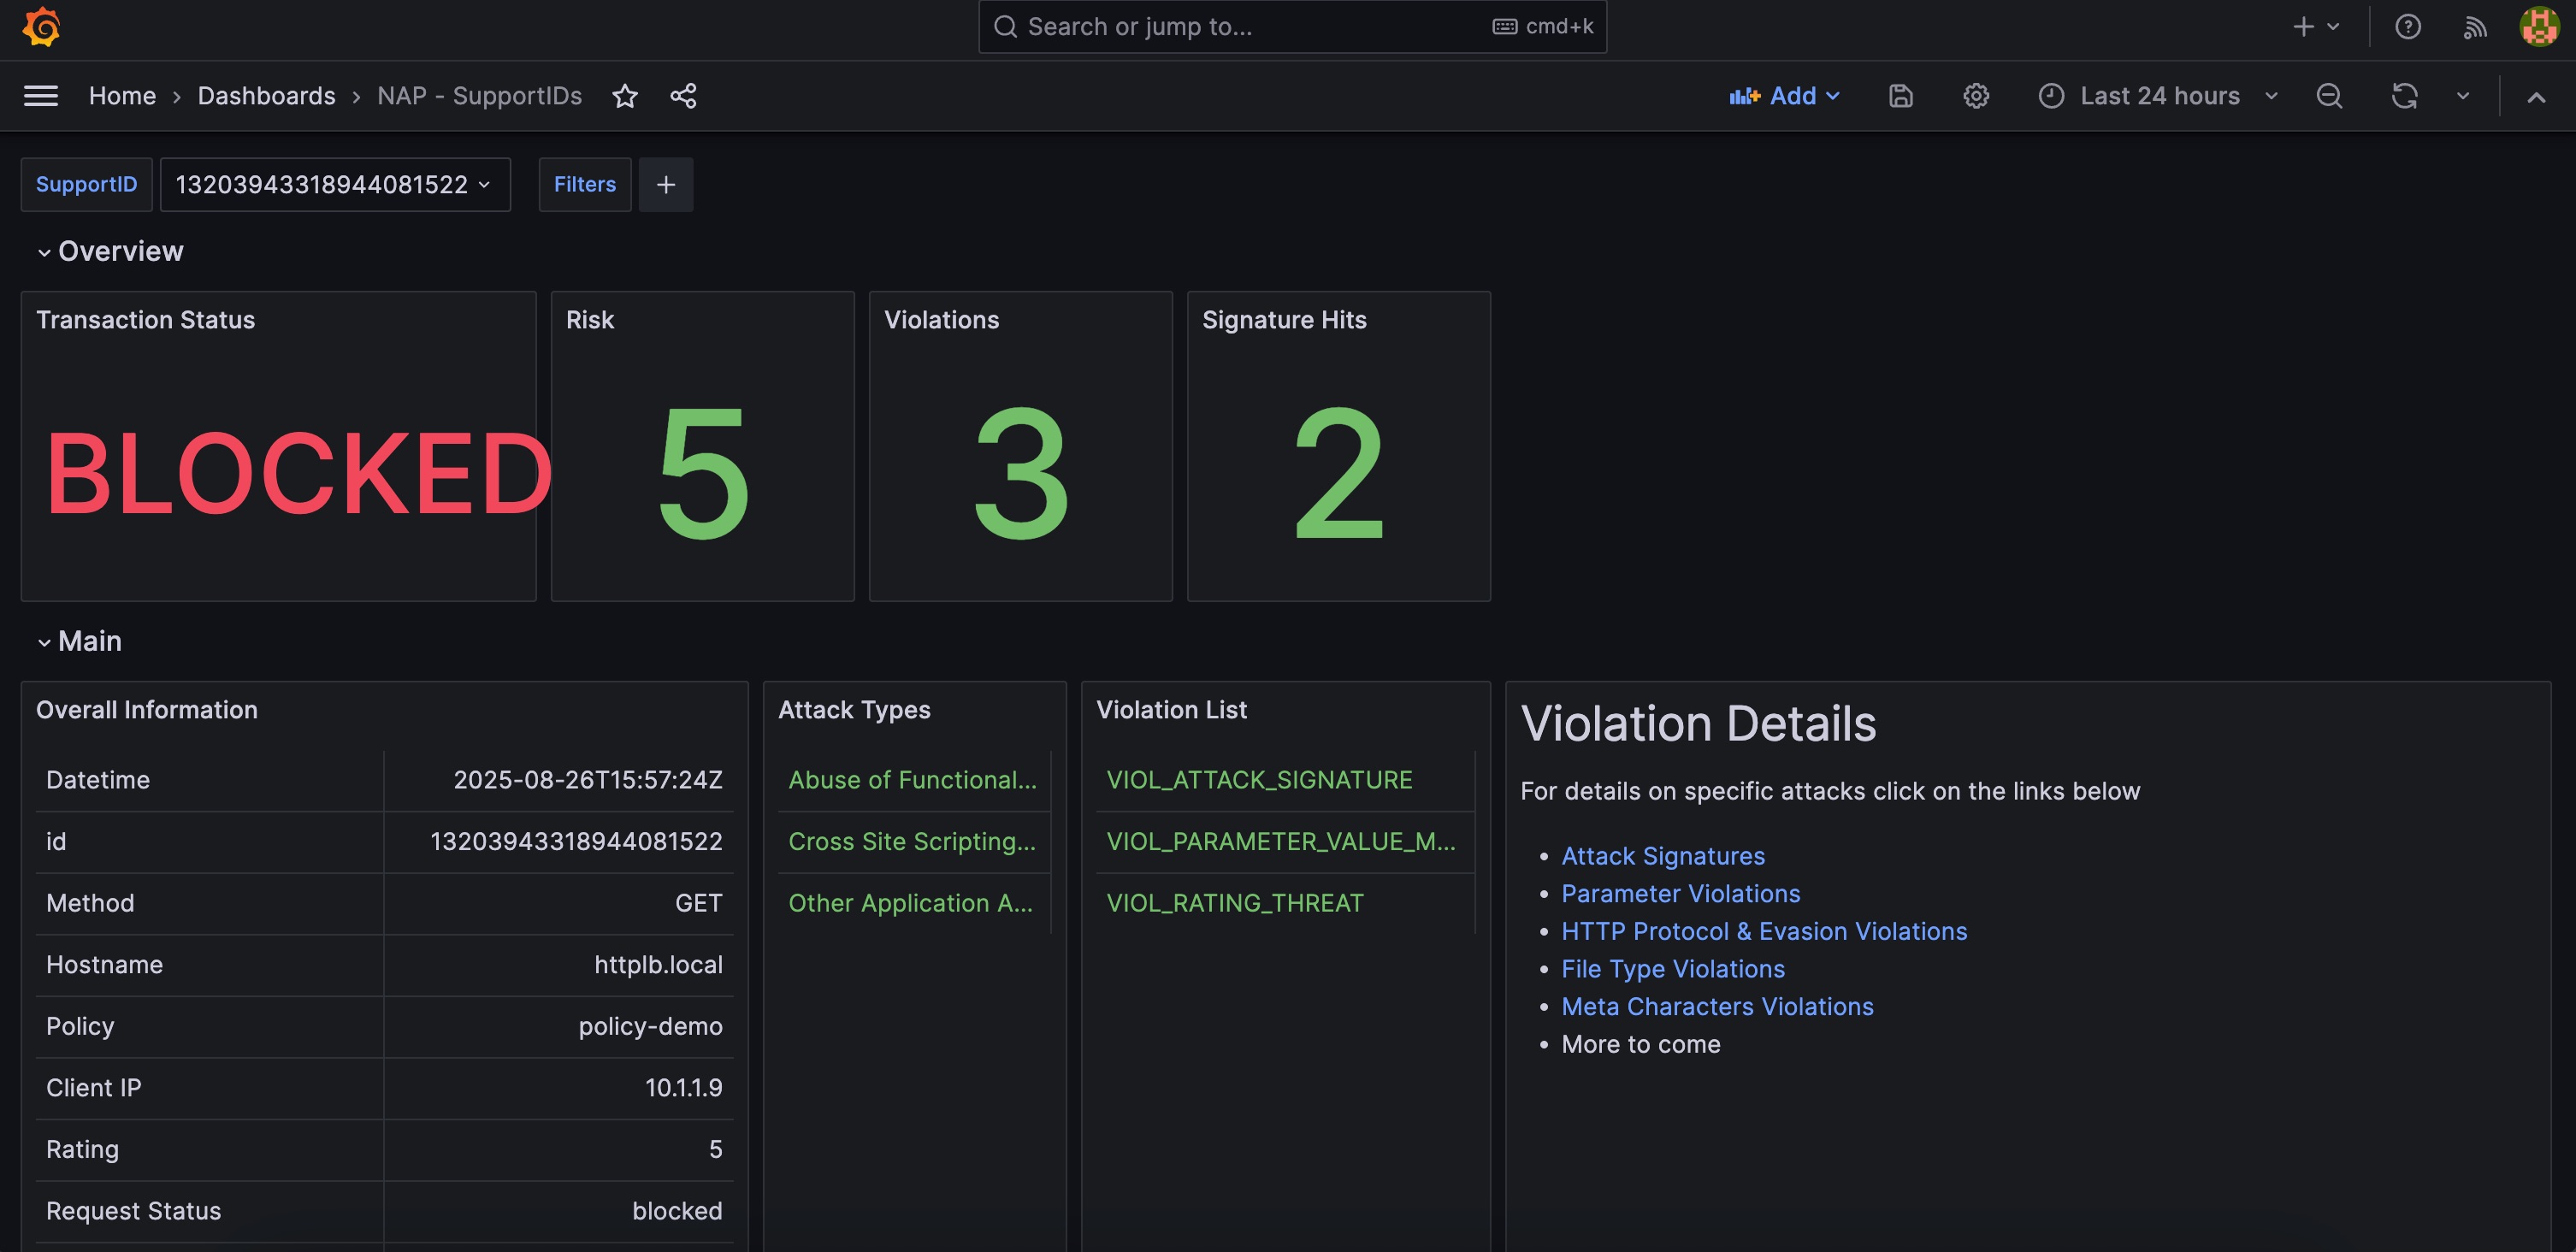 Search or jump to...
cmd+k
Home › Dashboards › NAP - SupportIDs
Add
Last 24 hours
SupportID
13203943318944081522
Filters
Overview
Transaction Status
BLOCKED
Risk
5
Violations
3
Signature Hits
2
Main
Overall Information
Datetime 2025-08-26T15:57:24Z
id 13203943318944081522
Method GET
Hostname httplb.local
Policy policy-demo
Client IP 10.1.1.9
Rating 5
Request Status blocked
Attack Types
Abuse of Functional...
Cross Site Scripting...
Other Application A...
Violation List
VIOL_ATTACK_SIGNATURE
VIOL_PARAMETER_VALUE_M...
VIOL_RATING_THREAT
Violation Details
For details on specific attacks click on the links below
• Attack Signatures
• Parameter Violations
• HTTP Protocol & Evasion Violations
• File Type Violations
• Meta Characters Violations
• More to come